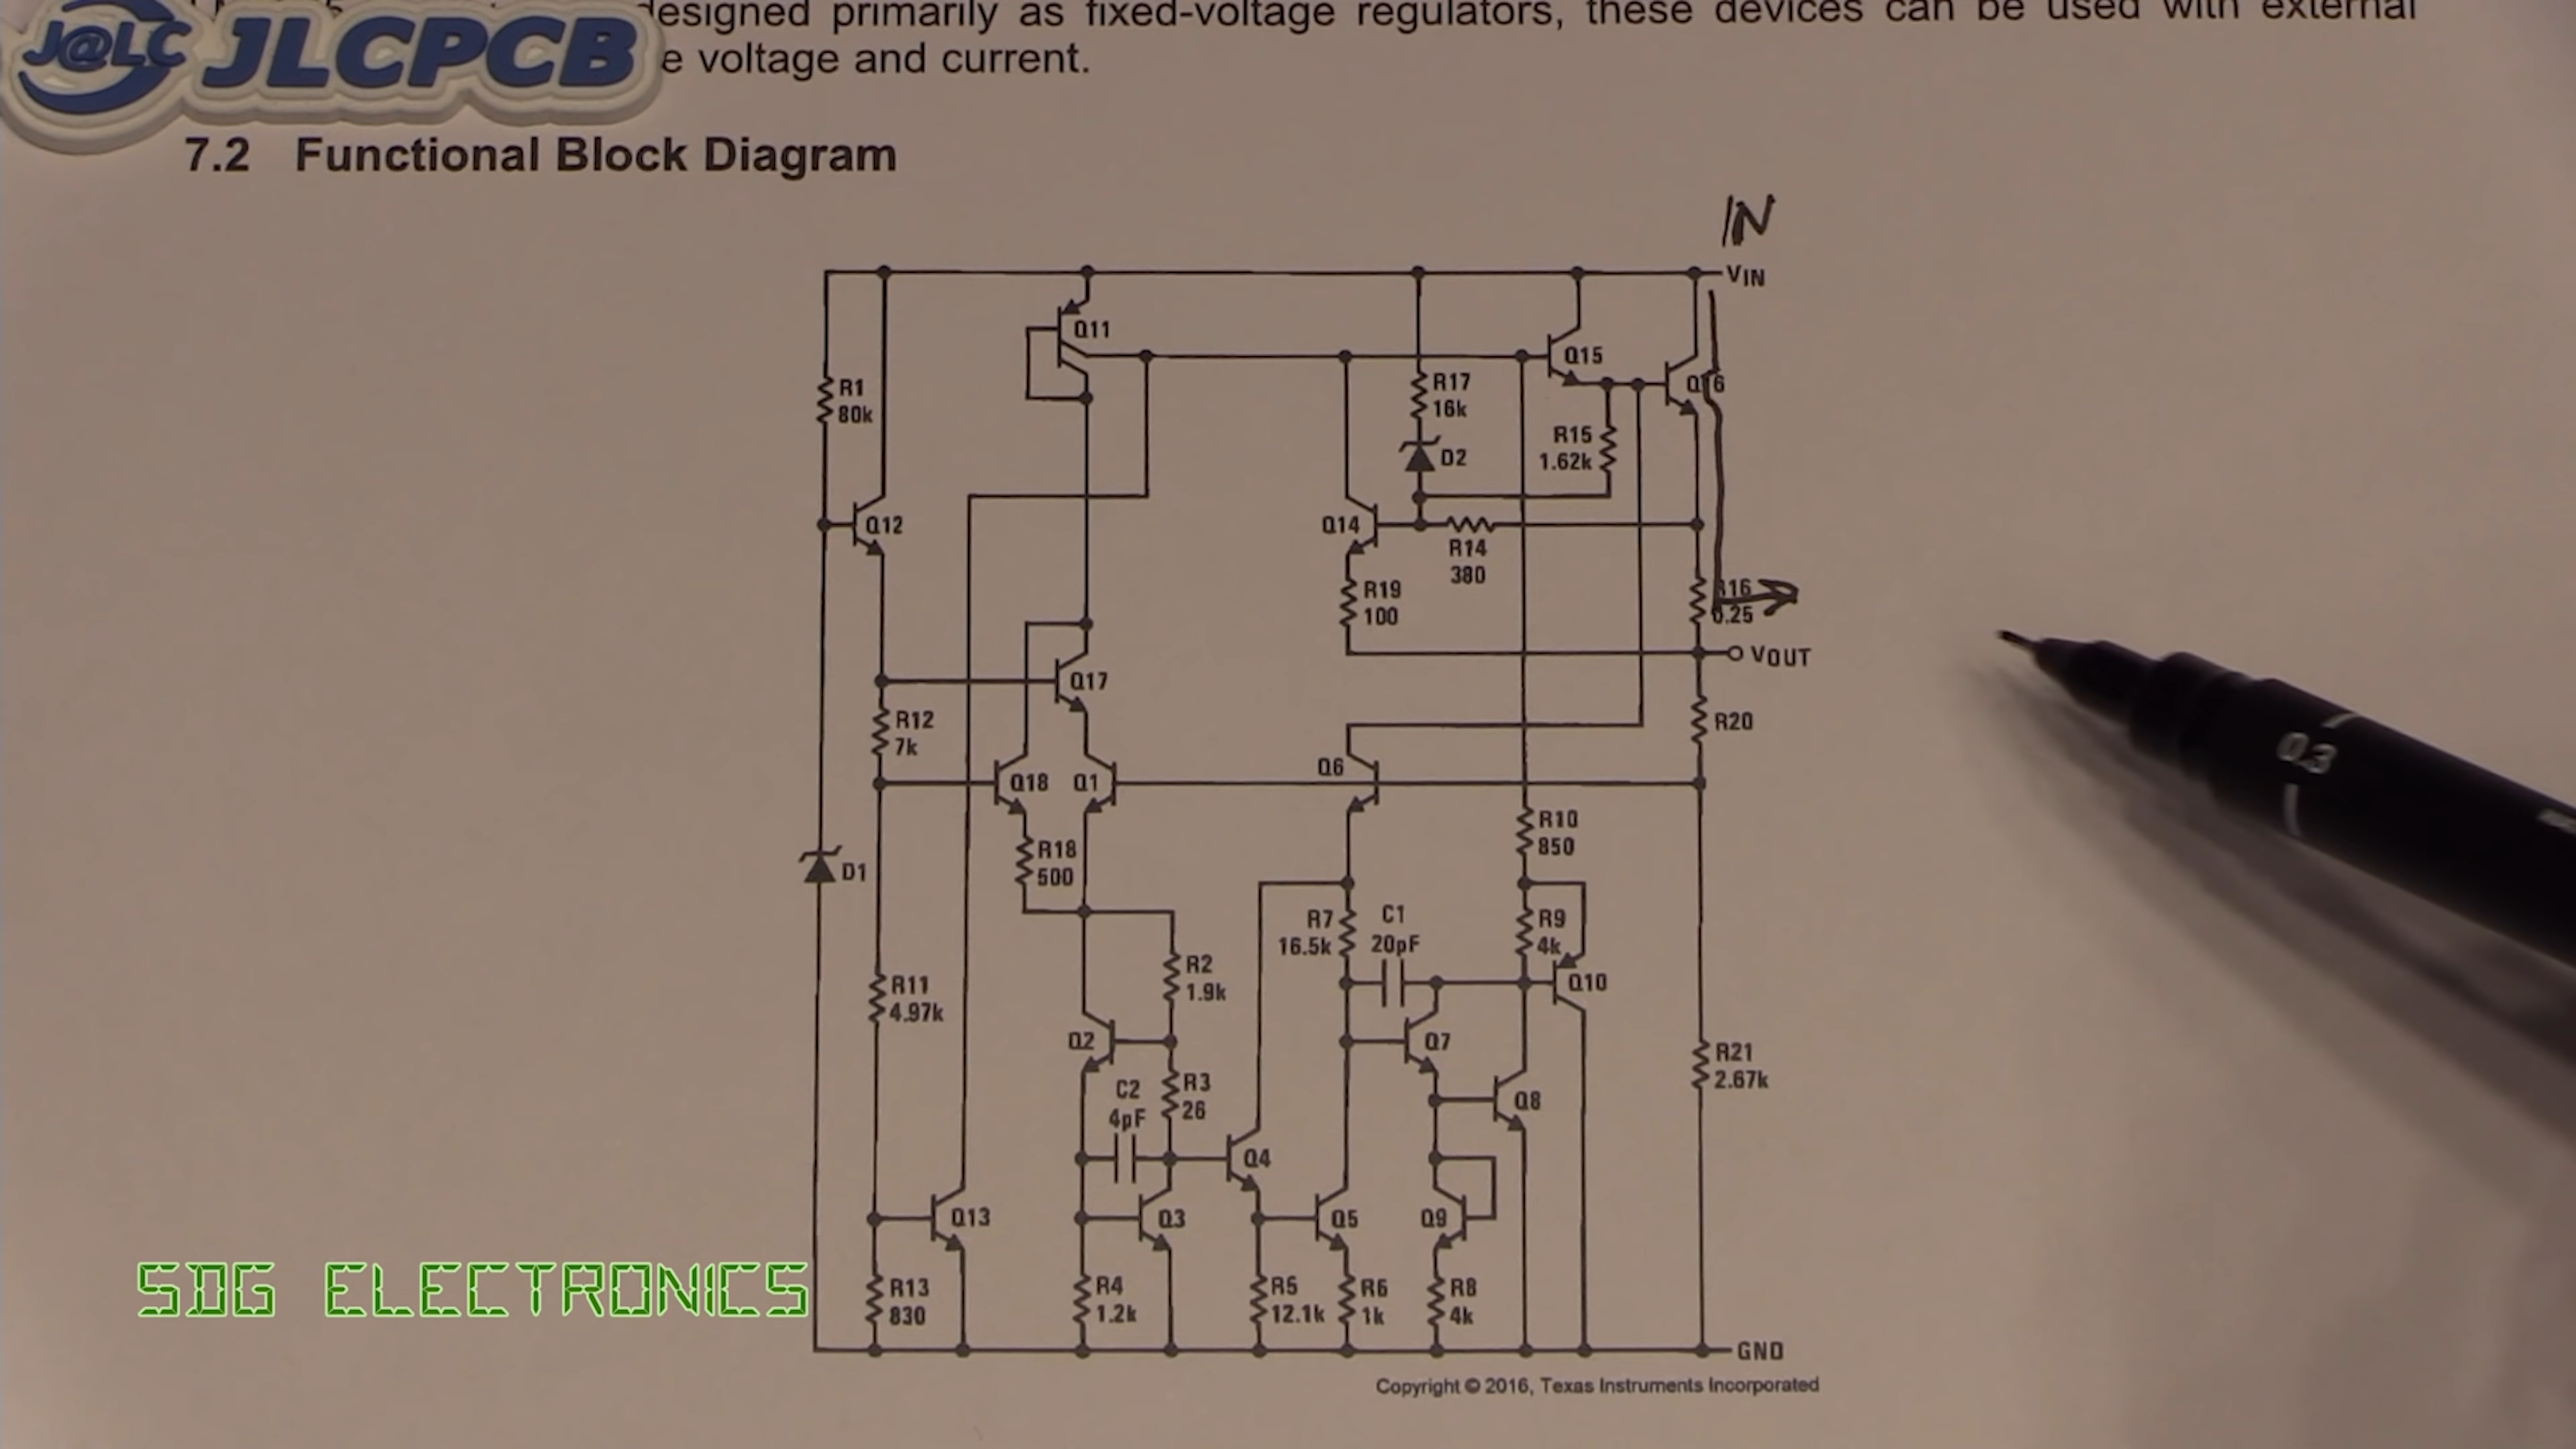 designed primarily as fixed-voltage regulators, these devices can be used with external
J@LC JLCPCB
e voltage and current.
7.2 Functional Block Diagram
IN
VIN
Q11
R1
80k
R17
16k
Q15
Q16
D2
R15
1.62k
Q12
Q14
R14
380
R19
100
R16
0.25
VOUT
Q17
R12
7k
R20
Q18
Q1
Q6
R10
850
R18
500
D1
R7
16.5k
C1
20pF
R9
4k
Q10
R2
1.9k
R11
4.97k
Q2
Q7
R3
26
C2
4pF
Q8
R21
2.67k
Q4
Q13
Q3
Q5
Q9
R13
830
R4
1.2k
R5
12.1k
R6
1k
R8
4k
GND
Copyright © 2016, Texas Instruments Incorporated
SDG ELECTRONICS
0.3